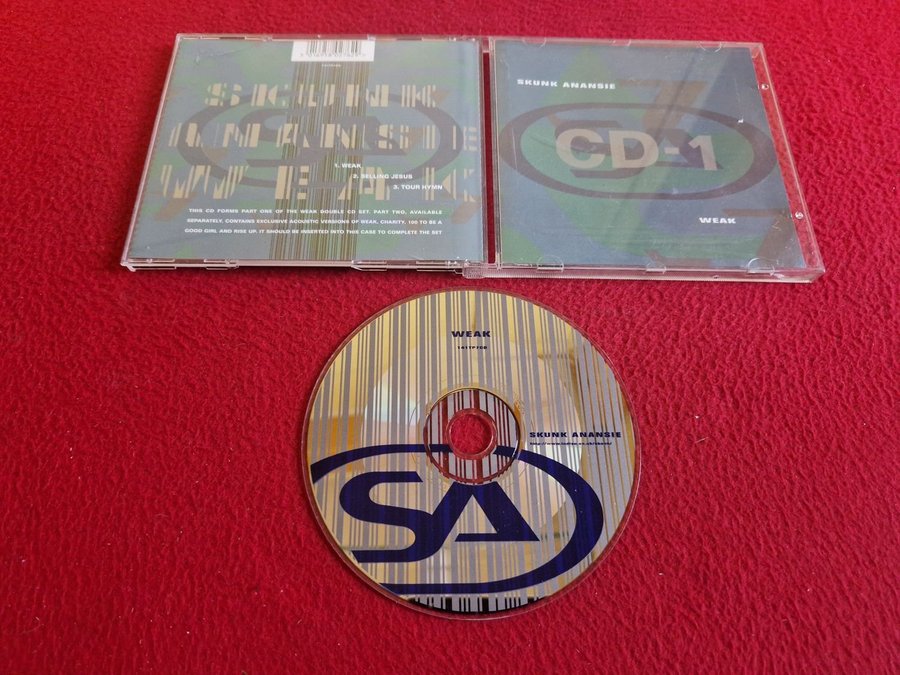 SKUNK
ANANSIE
WEAK
1. WEAK
2. SELLING JESUS
3. TOUR HYMN
THIS CD FORMS PART ONE OF THE WEAK DOUBLE CD SET. PART TWO, AVAILABLE
SEPARATELY, CONTAINS EXCLUSIVE ACOUSTIC VERSIONS OF WEAK, CHARITY, 100 TO BE A
GOOD GIRL AND RISE UP. IT SHOULD BE INSERTED INTO THIS CASE TO COMPLETE THE SET
SKUNK ANANSIE
SA
CD-1
WEAK
WEAK
141TP7CD
SKUNK ANANSIE
SA